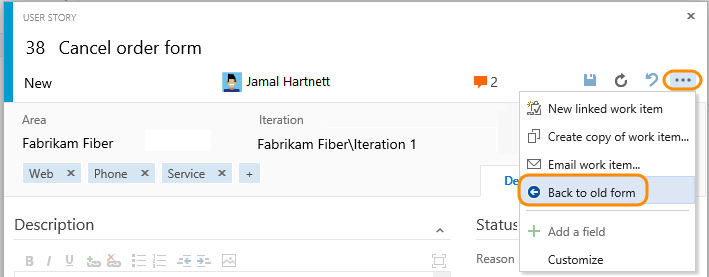 USER STORY
38 Cancel order form
New Jamal Hartnett 2
Area Iteration
Fabrikam Fiber Fabrikam Fiber\Iteration 1
Web Phone Service +
New linked work item
Create copy of work item...
Email work item...
Back to old form
Add a field
Customize
De
Description Status
B I U
Reason